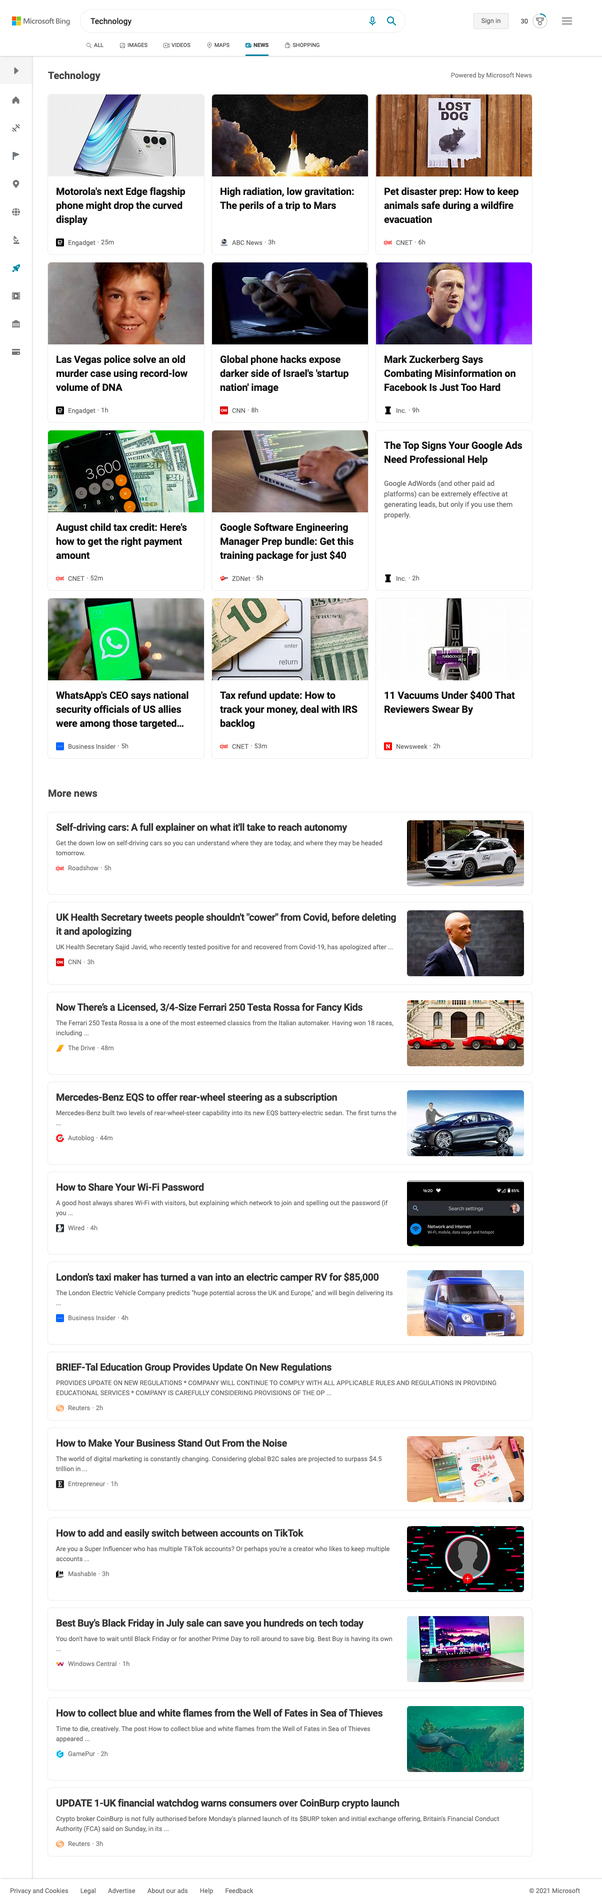 Microsoft Bing
Technology
Sign in
30
ALL
IMAGES
VIDEOS
MAPS
NEWS
SHOPPING
Technology
Powered by Microsoft News
LOST
DOG
Motorola's next Edge flagship
phone might drop the curved
display
Engadget · 25m
High radiation, low gravitation:
The perils of a trip to Mars
ABC News · 3h
Pet disaster prep: How to keep
animals safe during a wildfire
evacuation
CNET · 6h
Las Vegas police solve an old
murder case using record-low
volume of DNA
Engadget · 1h
Global phone hacks expose
darker side of Israel's 'startup
nation' image
CNN · 8h
Mark Zuckerberg Says
Combating Misinformation on
Facebook Is Just Too Hard
Inc. · 9h
3,600
August child tax credit: Here's
how to get the right payment
amount
CNET · 52m
Google Software Engineering
Manager Prep bundle: Get this
training package for just $40
ZDNet · 5h
The Top Signs Your Google Ads
Need Professional Help
Google AdWords (and other paid ad
platforms) can be extremely effective at
generating leads, but only if you use them
properly.
Inc. · 2h
WhatsApp's CEO says national
security officials of US allies
were among those targeted...
Business Insider · 5h
10
enter
return
Tax refund update: How to
track your money, deal with IRS
backlog
CNET · 53m
11 Vacuums Under $400 That
Reviewers Swear By
Newsweek · 2h
More news
Self-driving cars: A full explainer on what it'll take to reach autonomy
Get the down low on self-driving cars so you can understand where they are today, and where they may be headed
tomorrow.
Roadshow · 5h
UK Health Secretary tweets people shouldn't "cower" from Covid, before deleting
it and apologizing
UK Health Secretary Sajid Javid, who recently tested positive for and recovered from Covid-19, has apologized after ...
CNN · 3h
Now There's a Licensed, 3/4-Size Ferrari 250 Testa Rossa for Fancy Kids
The Ferrari 250 Testa Rossa is a one of the most esteemed classics from the Italian automaker. Having won 18 races,
including ...
The Drive · 48m
Mercedes-Benz EQS to offer rear-wheel steering as a subscription
Mercedes-Benz built two levels of rear-wheel-steer capability into its new EQS battery-electric sedan. The first turns the
...
Autoblog · 44m
How to Share Your Wi-Fi Password
A good host always shares Wi-Fi with visitors, but explaining which network to join and spelling out the password (if
you ...
Wired · 4h
16:20
85%
Search settings
Network and Internet
Wi-Fi, mobile, data usage and hotspot
London's taxi maker has turned a van into an electric camper RV for $85,000
The London Electric Vehicle Company predicts "huge potential across the UK and Europe," and will begin delivering its
...
Business Insider · 4h
BRIEF-Tal Education Group Provides Update On New Regulations
PROVIDES UPDATE ON NEW REGULATIONS * COMPANY WILL CONTINUE TO COMPLY WITH ALL APPLICABLE RULES AND REGULATIONS IN PROVIDING
EDUCATIONAL SERVICES * COMPANY IS CAREFULLY CONSIDERING PROVISIONS OF THE OP ...
Reuters · 2h
How to Make Your Business Stand Out From the Noise
The world of digital marketing is constantly changing. Considering global B2C sales are projected to surpass $4.5
trillion in ...
Entrepreneur · 1h
How to add and easily switch between accounts on TikTok
Are you a Super Influencer who has multiple TikTok accounts? Or perhaps you're a creator who likes to keep multiple
accounts ...
Mashable · 3h
Best Buy's Black Friday in July sale can save you hundreds on tech today
You don't have to wait until Black Friday or for another Prime Day to roll around to save big. Best Buy is having its own
...
Windows Central · 1h
How to collect blue and white flames from the Well of Fates in Sea of Thieves
Time to die, creatively. The post How to collect blue and white flames from the Well of Fates in Sea of Thieves
appeared ...
GamePur · 2h
UPDATE 1-UK financial watchdog warns consumers over CoinBurp crypto launch
Crypto broker CoinBurp is not fully authorised before Monday's planned launch of its $BURP token and initial exchange offering, Britain's Financial Conduct
Authority (FCA) said on Sunday, in its ...
Reuters · 3h
Privacy and Cookies
Legal
Advertise
About our ads
Help
Feedback
© 2021 Microsoft